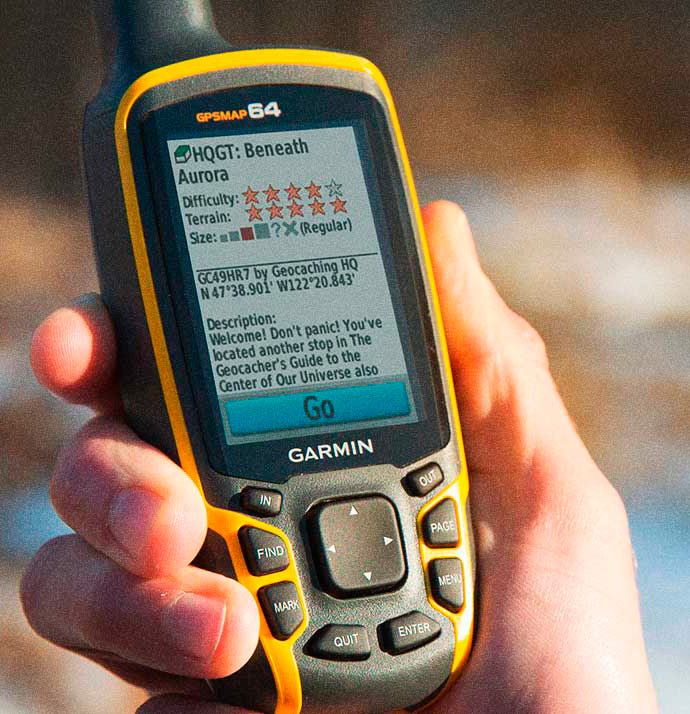 GPSMAP 64
HQGT: Beneath
Aurora
Difficulty:
Terrain:
Size: ? (Regular)
GC49HR7 by Geocaching HQ
N 47°38.901' W122°20.843'
Description:
Welcome! Don't panic! You've
located another stop in The
Geocacher's Guide to the
Center of Our Universe also
Go
GARMIN
IN
OUT
FIND
PAGE
MARK
MENU
QUIT
ENTER